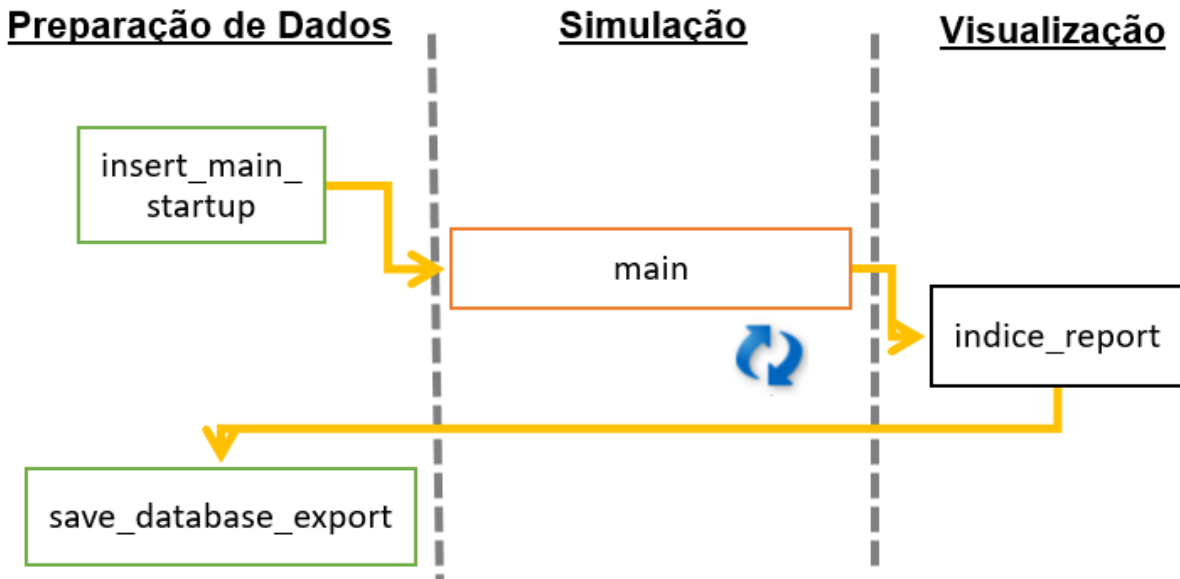 Preparação de Dados
Simulação
Visualização
insert_main_
startup
main
indice_report
save_database_export